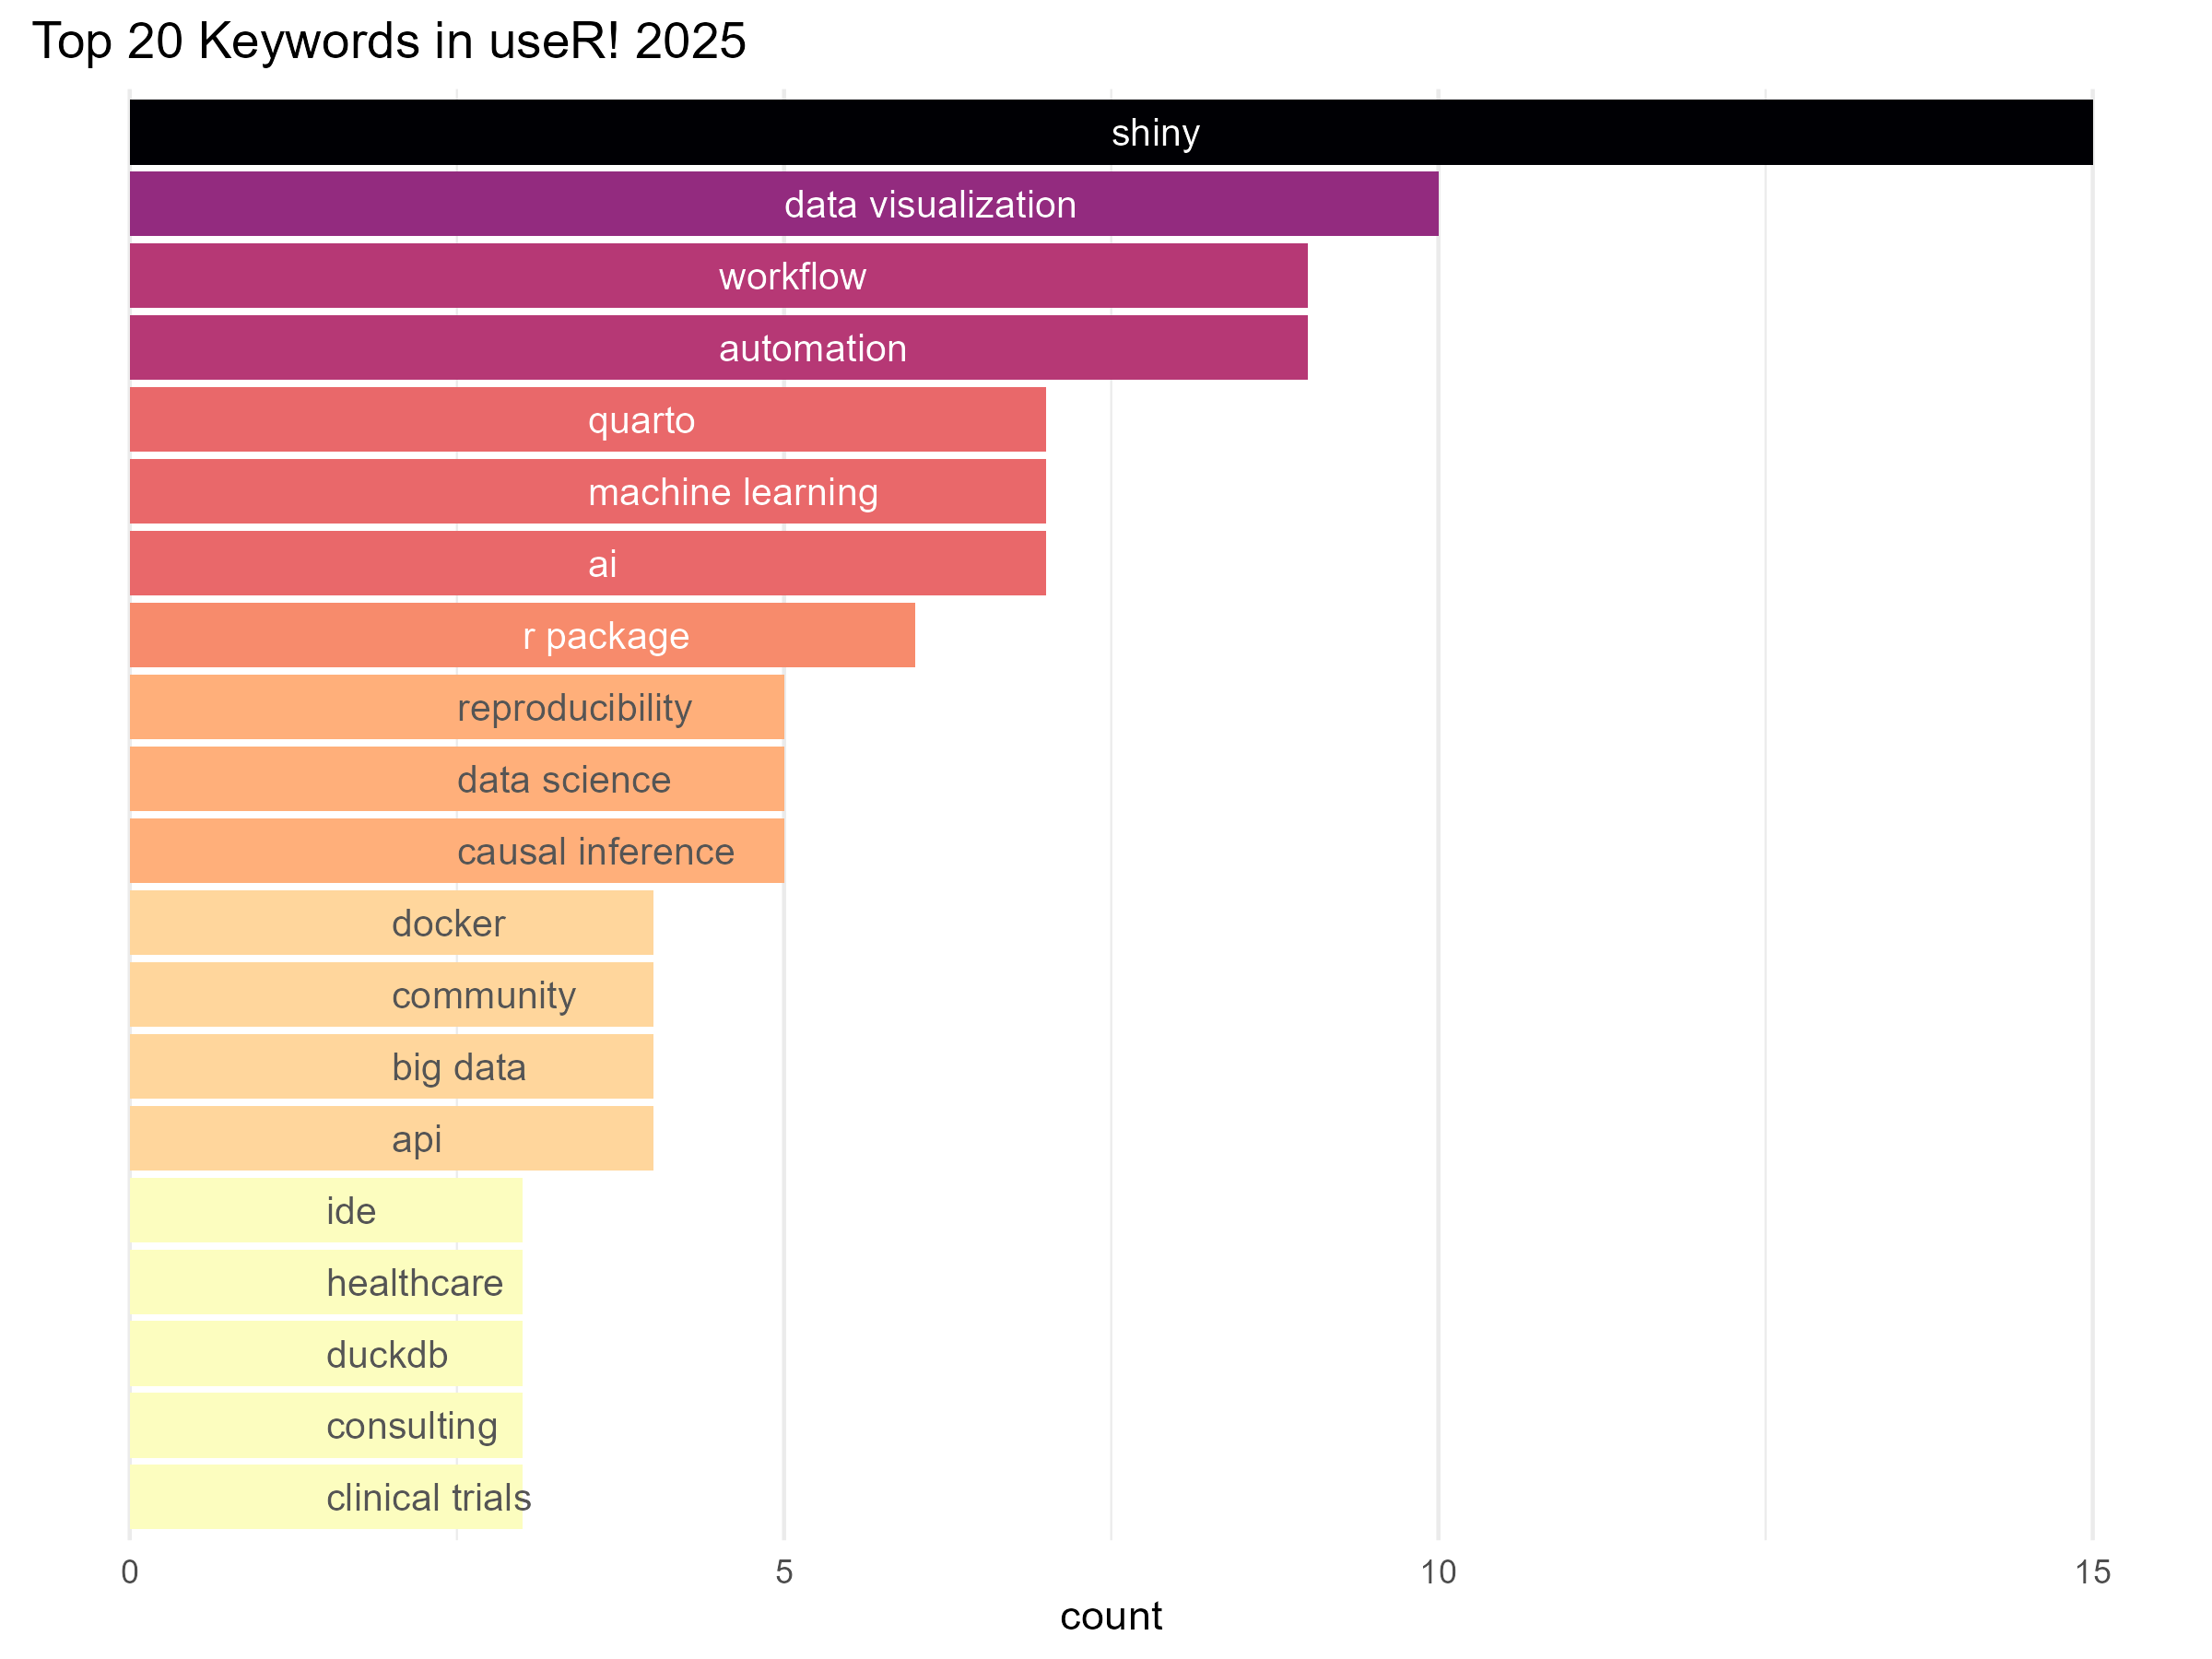 Top 20 Keywords in useR! 2025
shiny
data visualization
workflow
automation
quarto
machine learning
ai
r package
reproducibility
data science
causal inference
docker
community
big data
api
ide
healthcare
duckdb
consulting
clinical trials
0 5 10 15
count